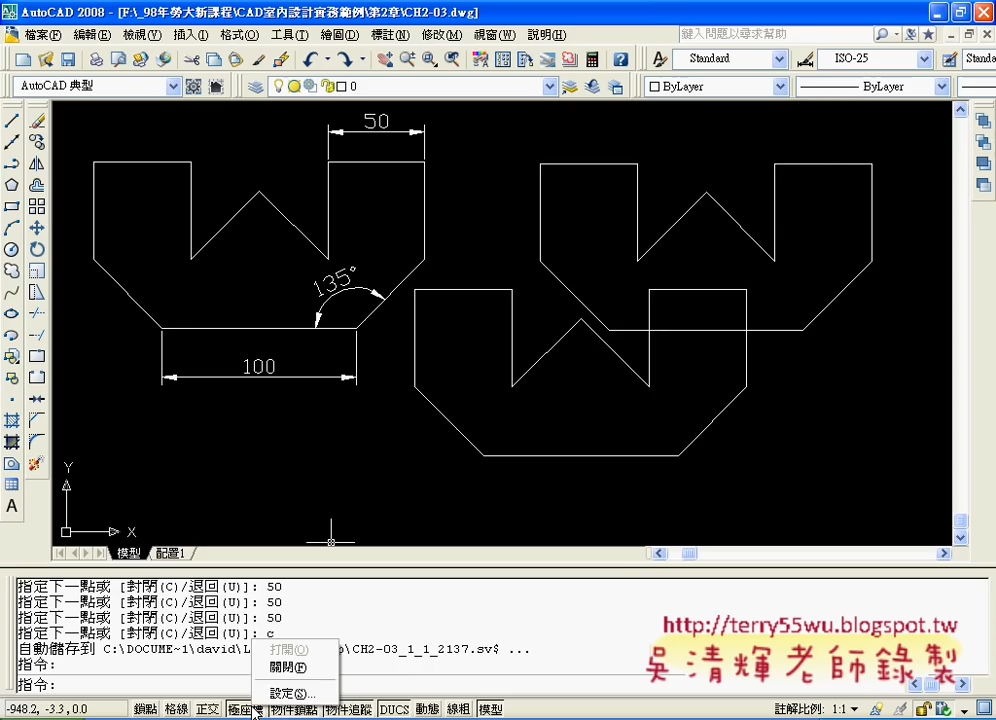 AutoCAD 2008 - [F:\_98年勞大新課程\CAD室內設計實務範例\第2章\CH2-03.dwg]
檔案(F) 編輯(E) 檢視(V) 插入(I) 格式(O) 工具(T) 繪圖(D) 標註(N) 修改(M) 視窗(W) 說明(H) 鍵入問題以尋求幫助
Standard ISO-25 Standa
AutoCAD 典型 0 ByLayer ByLayer
50
135°
100
Y
X
A
模型 配置1
指定下一點或 [封閉(C)/退回(U)]: 50
指定下一點或 [封閉(C)/退回(U)]: 50
指定下一點或 [封閉(C)/退回(U)]: 50
指定下一點或 [封閉(C)/退回(U)]: c
自動儲存到 C:\DOCUME~1\david\L p\CH2-03_1_1_2137.sv$ ...
指令:
指令:
打開(O)
關閉(F)
設定(S)...
http://terry55wu.blogspot.tw
吳清輝老師錄製
-948.2, -3.3, 0.0 鎖點 格線 正交 極座標 物件鎖點 物件追蹤 DUCS 動態 線粗 模型 註解比例: 1:1